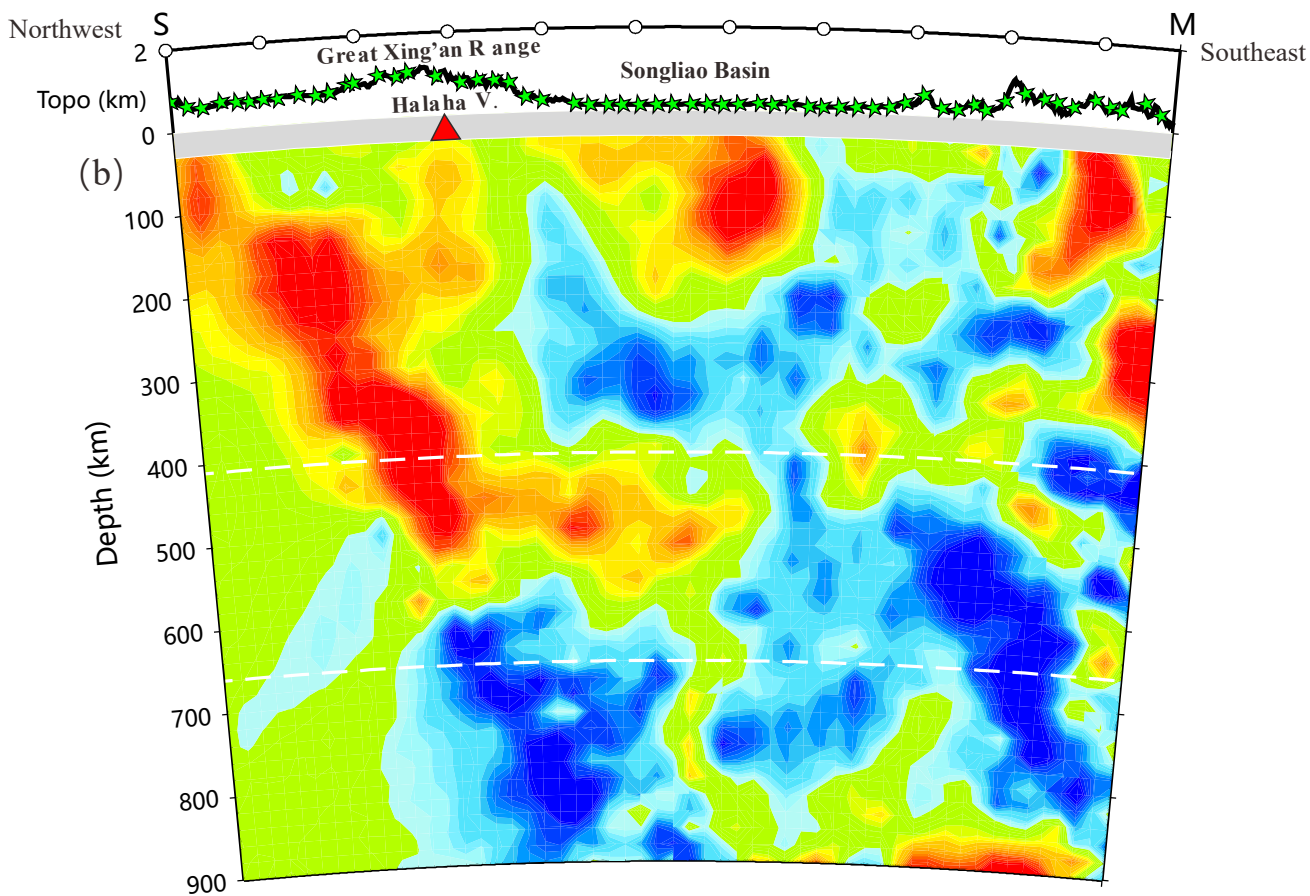 Northwest
S
M
Southeast
2
Great Xing'an R ange
Songliao Basin
Topo (km)
Halaha V.
0
(b)
100
200
300
400
500
600
700
800
900
Depth (km)